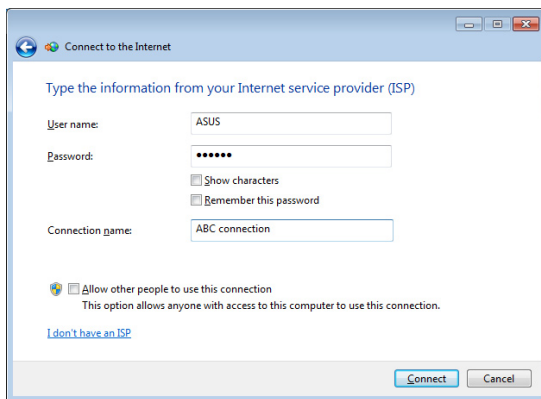 Connect to the Internet
Type the information from your Internet service provider (ISP)
User name: ASUS
Password: ••••••
Show characters
Remember this password
Connection name: ABC connection
Allow other people to use this connection
This option allows anyone with access to this computer to use this connection.
I don't have an ISP
Connect Cancel